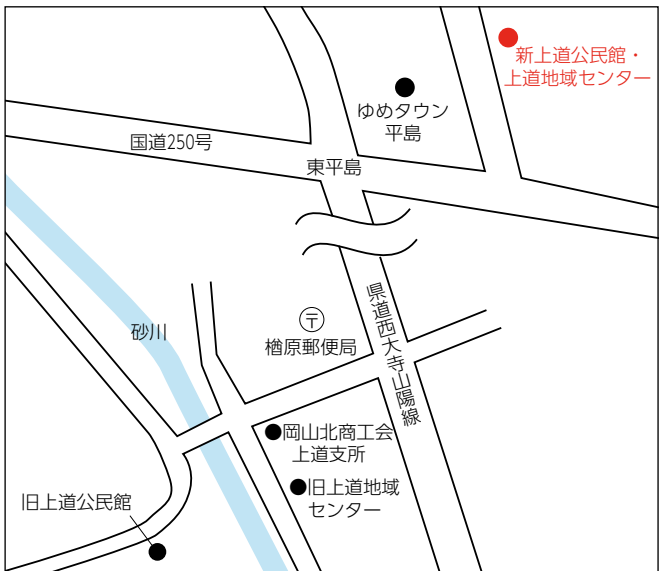 新上道公民館・
上道地域センター
ゆめタウン
平島
国道250号
東平島
県道西大寺山陽線
砂川
〒
楢原郵便局
岡山北商工会
上道支所
旧上道地域
センター
旧上道公民館